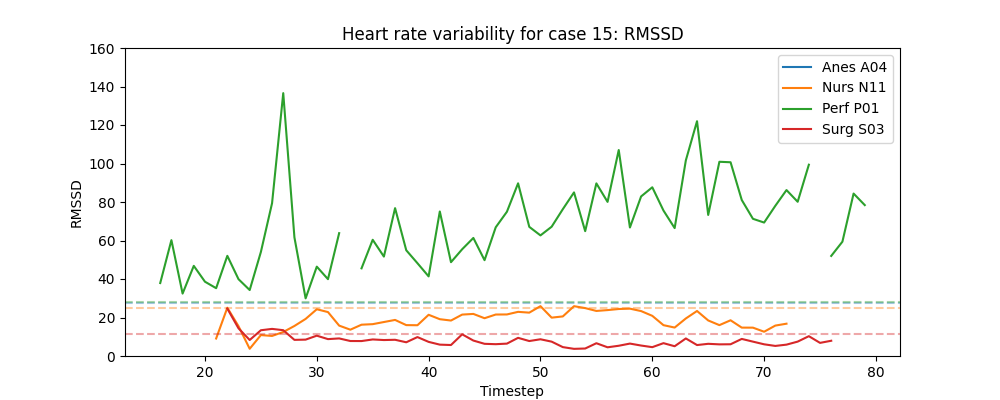 Heart rate variability for case 15: RMSSD
160
140
120
100
80
60
40
20
0
RMSSD
Anes A04
Nurs N11
Perf P01
Surg S03
20 30 40 50 60 70 80
Timestep